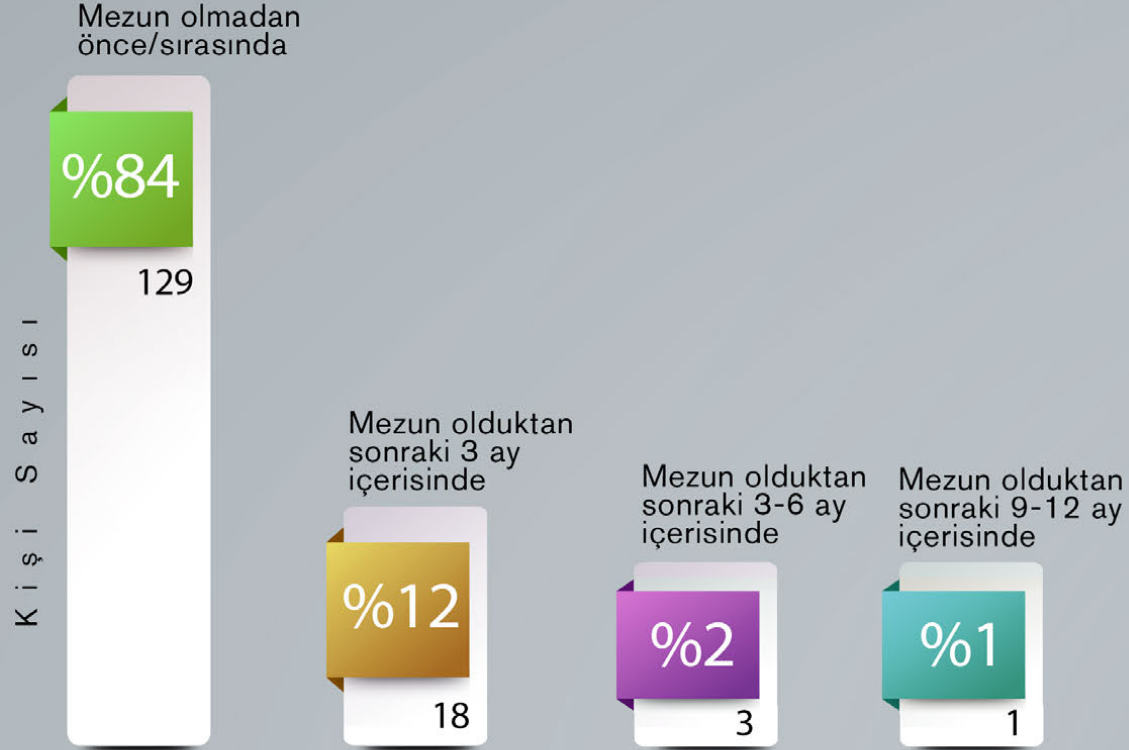 Mezun olmadan
önce/sırasında
%84
129
Kişi Sayısı
Mezun olduktan
sonraki 3 ay
içerisinde
%12
18
Mezun olduktan
sonraki 3-6 ay
içerisinde
%2
3
Mezun olduktan
sonraki 9-12 ay
içerisinde
%1
1